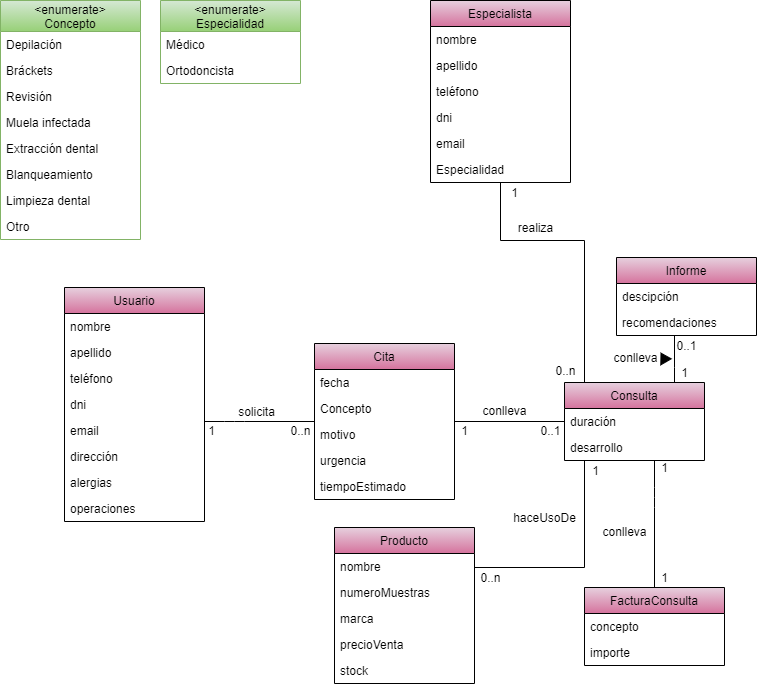 <enumerate>
Concepto
Depilación
Bráckets
Revisión
Muela infectada
Extracción dental
Blanqueamiento
Limpieza dental
Otro
<enumerate>
Especialidad
Médico
Ortodoncista
Especialista
nombre
apellido
teléfono
dni
email
Especialidad
1
realiza
0..n
Informe
descipción
recomendaciones
0..1
conlleva
1
Usuario
nombre
apellido
teléfono
dni
email
dirección
alergias
operaciones
solicita
1
0..n
Cita
fecha
Concepto
motivo
urgencia
tiempoEstimado
conlleva
1
0..1
Consulta
duración
desarrollo
1
1
haceUsoDe
0..n
conlleva
1
Producto
nombre
numeroMuestras
marca
precioVenta
stock
FacturaConsulta
concepto
importe